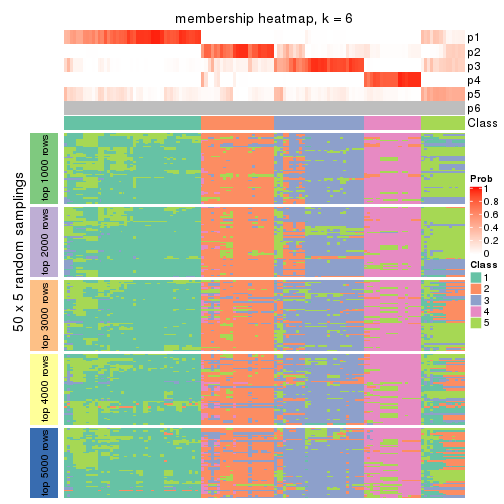 membership heatmap, k = 6
p1
p2
p3
p4
p5
p6
Class
50 x 5 random samplings
top 1000 rows
top 2000 rows
top 3000 rows
top 4000 rows
top 5000 rows
Prob
1
0.8
0.6
0.4
0.2
0
Class
1
2
3
4
5